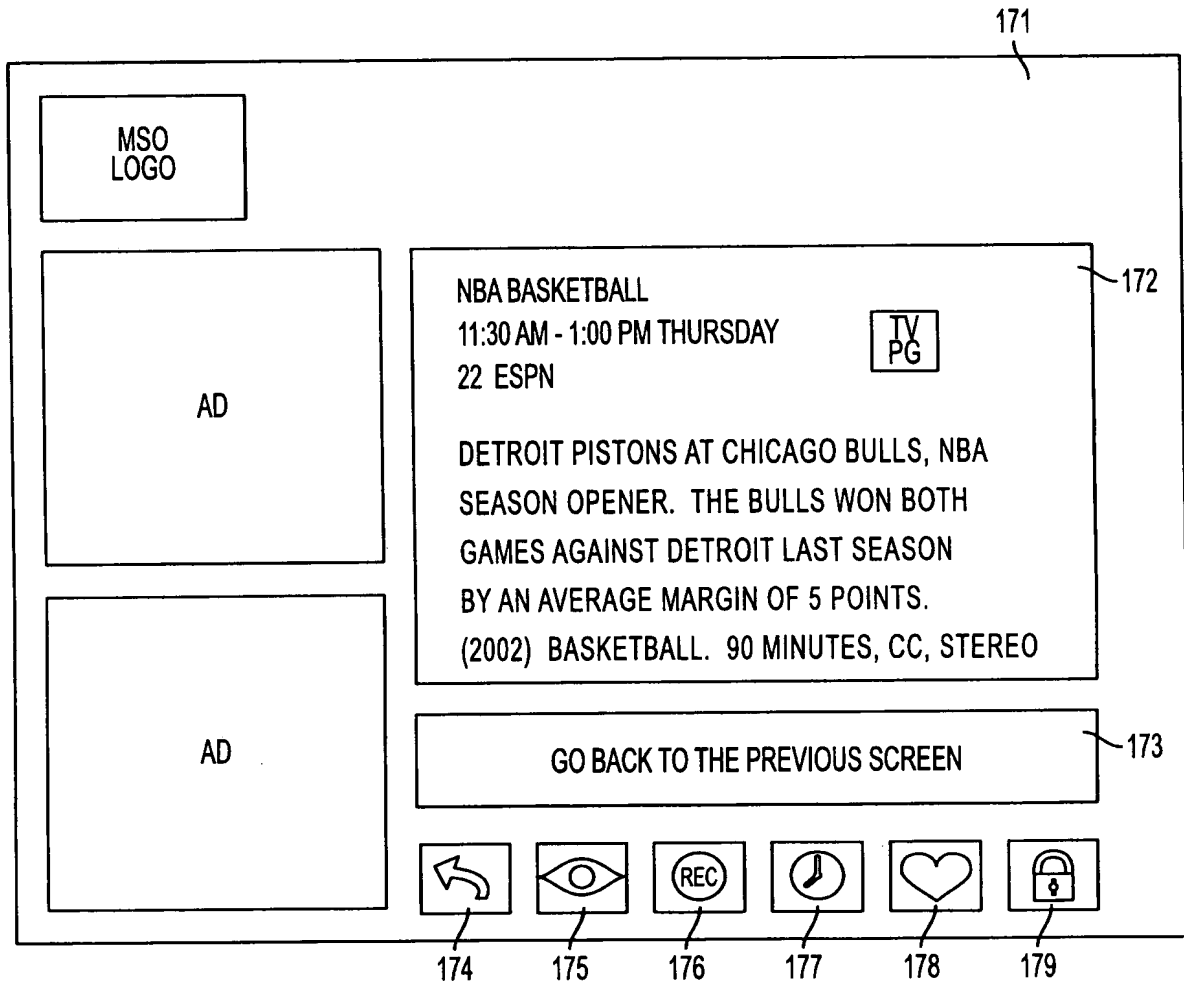 171
MSO
LOGO
AD
NBA BASKETBALL
11:30 AM - 1:00 PM THURSDAY
22 ESPN
TV
PG
172
DETROIT PISTONS AT CHICAGO BULLS, NBA
SEASON OPENER. THE BULLS WON BOTH
GAMES AGAINST DETROIT LAST SEASON
BY AN AVERAGE MARGIN OF 5 POINTS.
(2002) BASKETBALL. 90 MINUTES, CC, STEREO
AD
GO BACK TO THE PREVIOUS SCREEN
173
REC
174 175 176 177 178 179